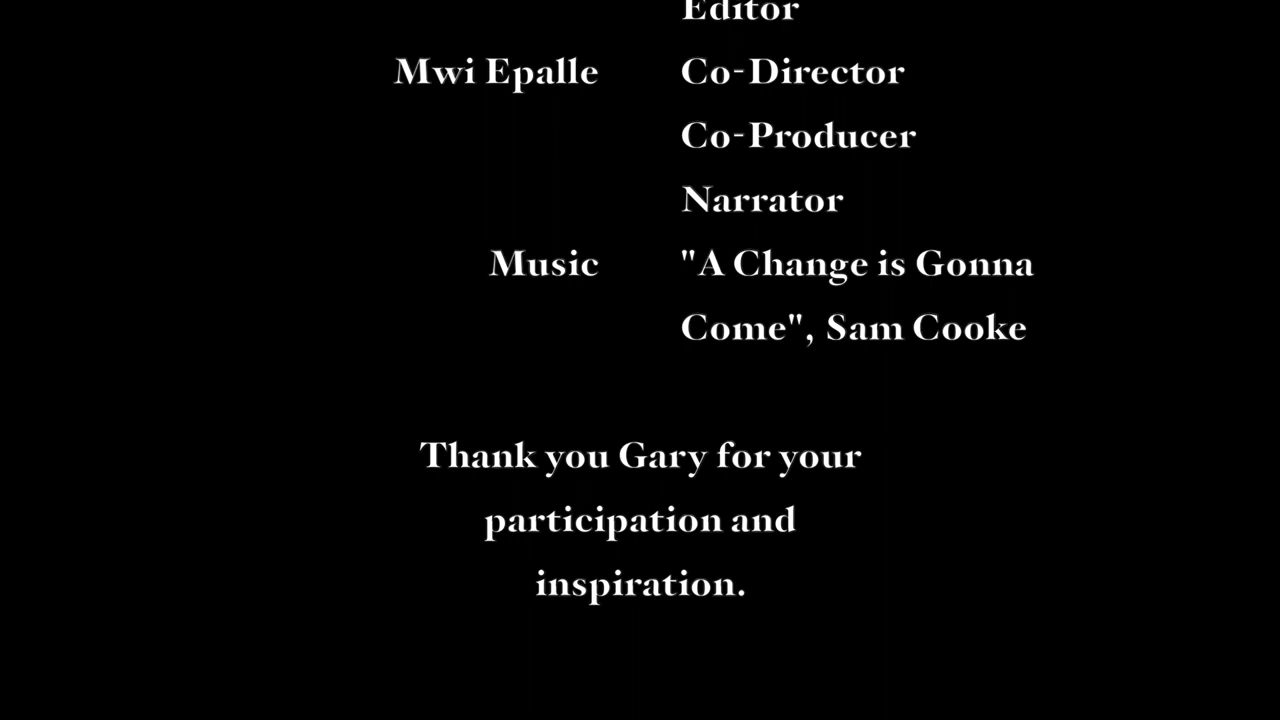 Editor
Mwi Epalle Co-Director
Co-Producer
Narrator
Music "A Change is Gonna
Come", Sam Cooke
Thank you Gary for your
participation and
inspiration.